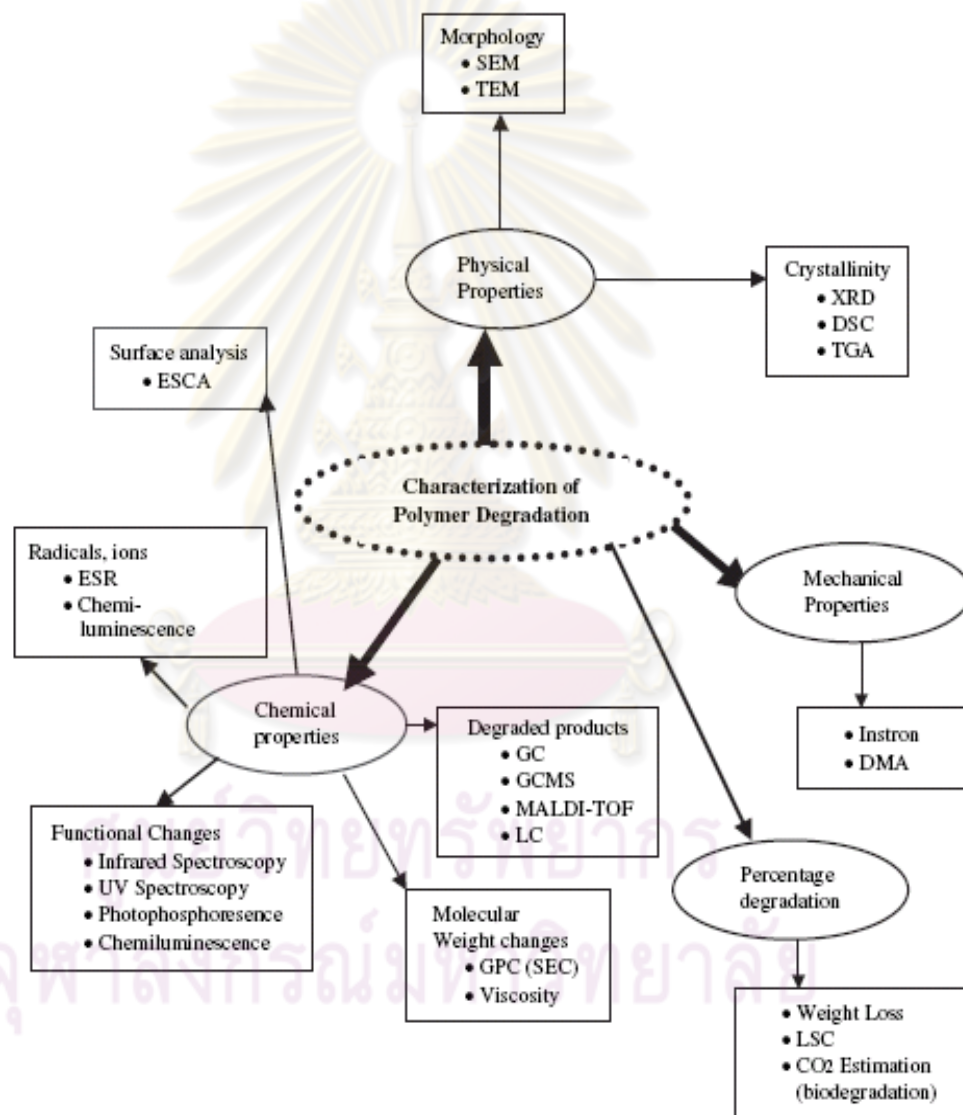 Morphology
• SEM
• TEM
Physical
Properties
Crystallinity
• XRD
• DSC
• TGA
Surface analysis
• ESCA
Characterization of
Polymer Degradation
Radicals, ions
• ESR
• Chemi-
luminescence
Mechanical
Properties
• Instron
• DMA
Chemical
properties
Degraded products
• GC
• GCMS
• MALDI-TOF
• LC
Functional Changes
• Infrared Spectroscopy
• UV Spectroscopy
• Photophosphoresence
• Chemiluminescence
Molecular
Weight changes
• GPC (SEC)
• Viscosity
Percentage
degradation
• Weight Loss
• LSC
• CO2 Estimation
(biodegradation)
ศูนย์วิทยทรัพยากร
จุฬาลงกรณ์มหาวิทยาลัย